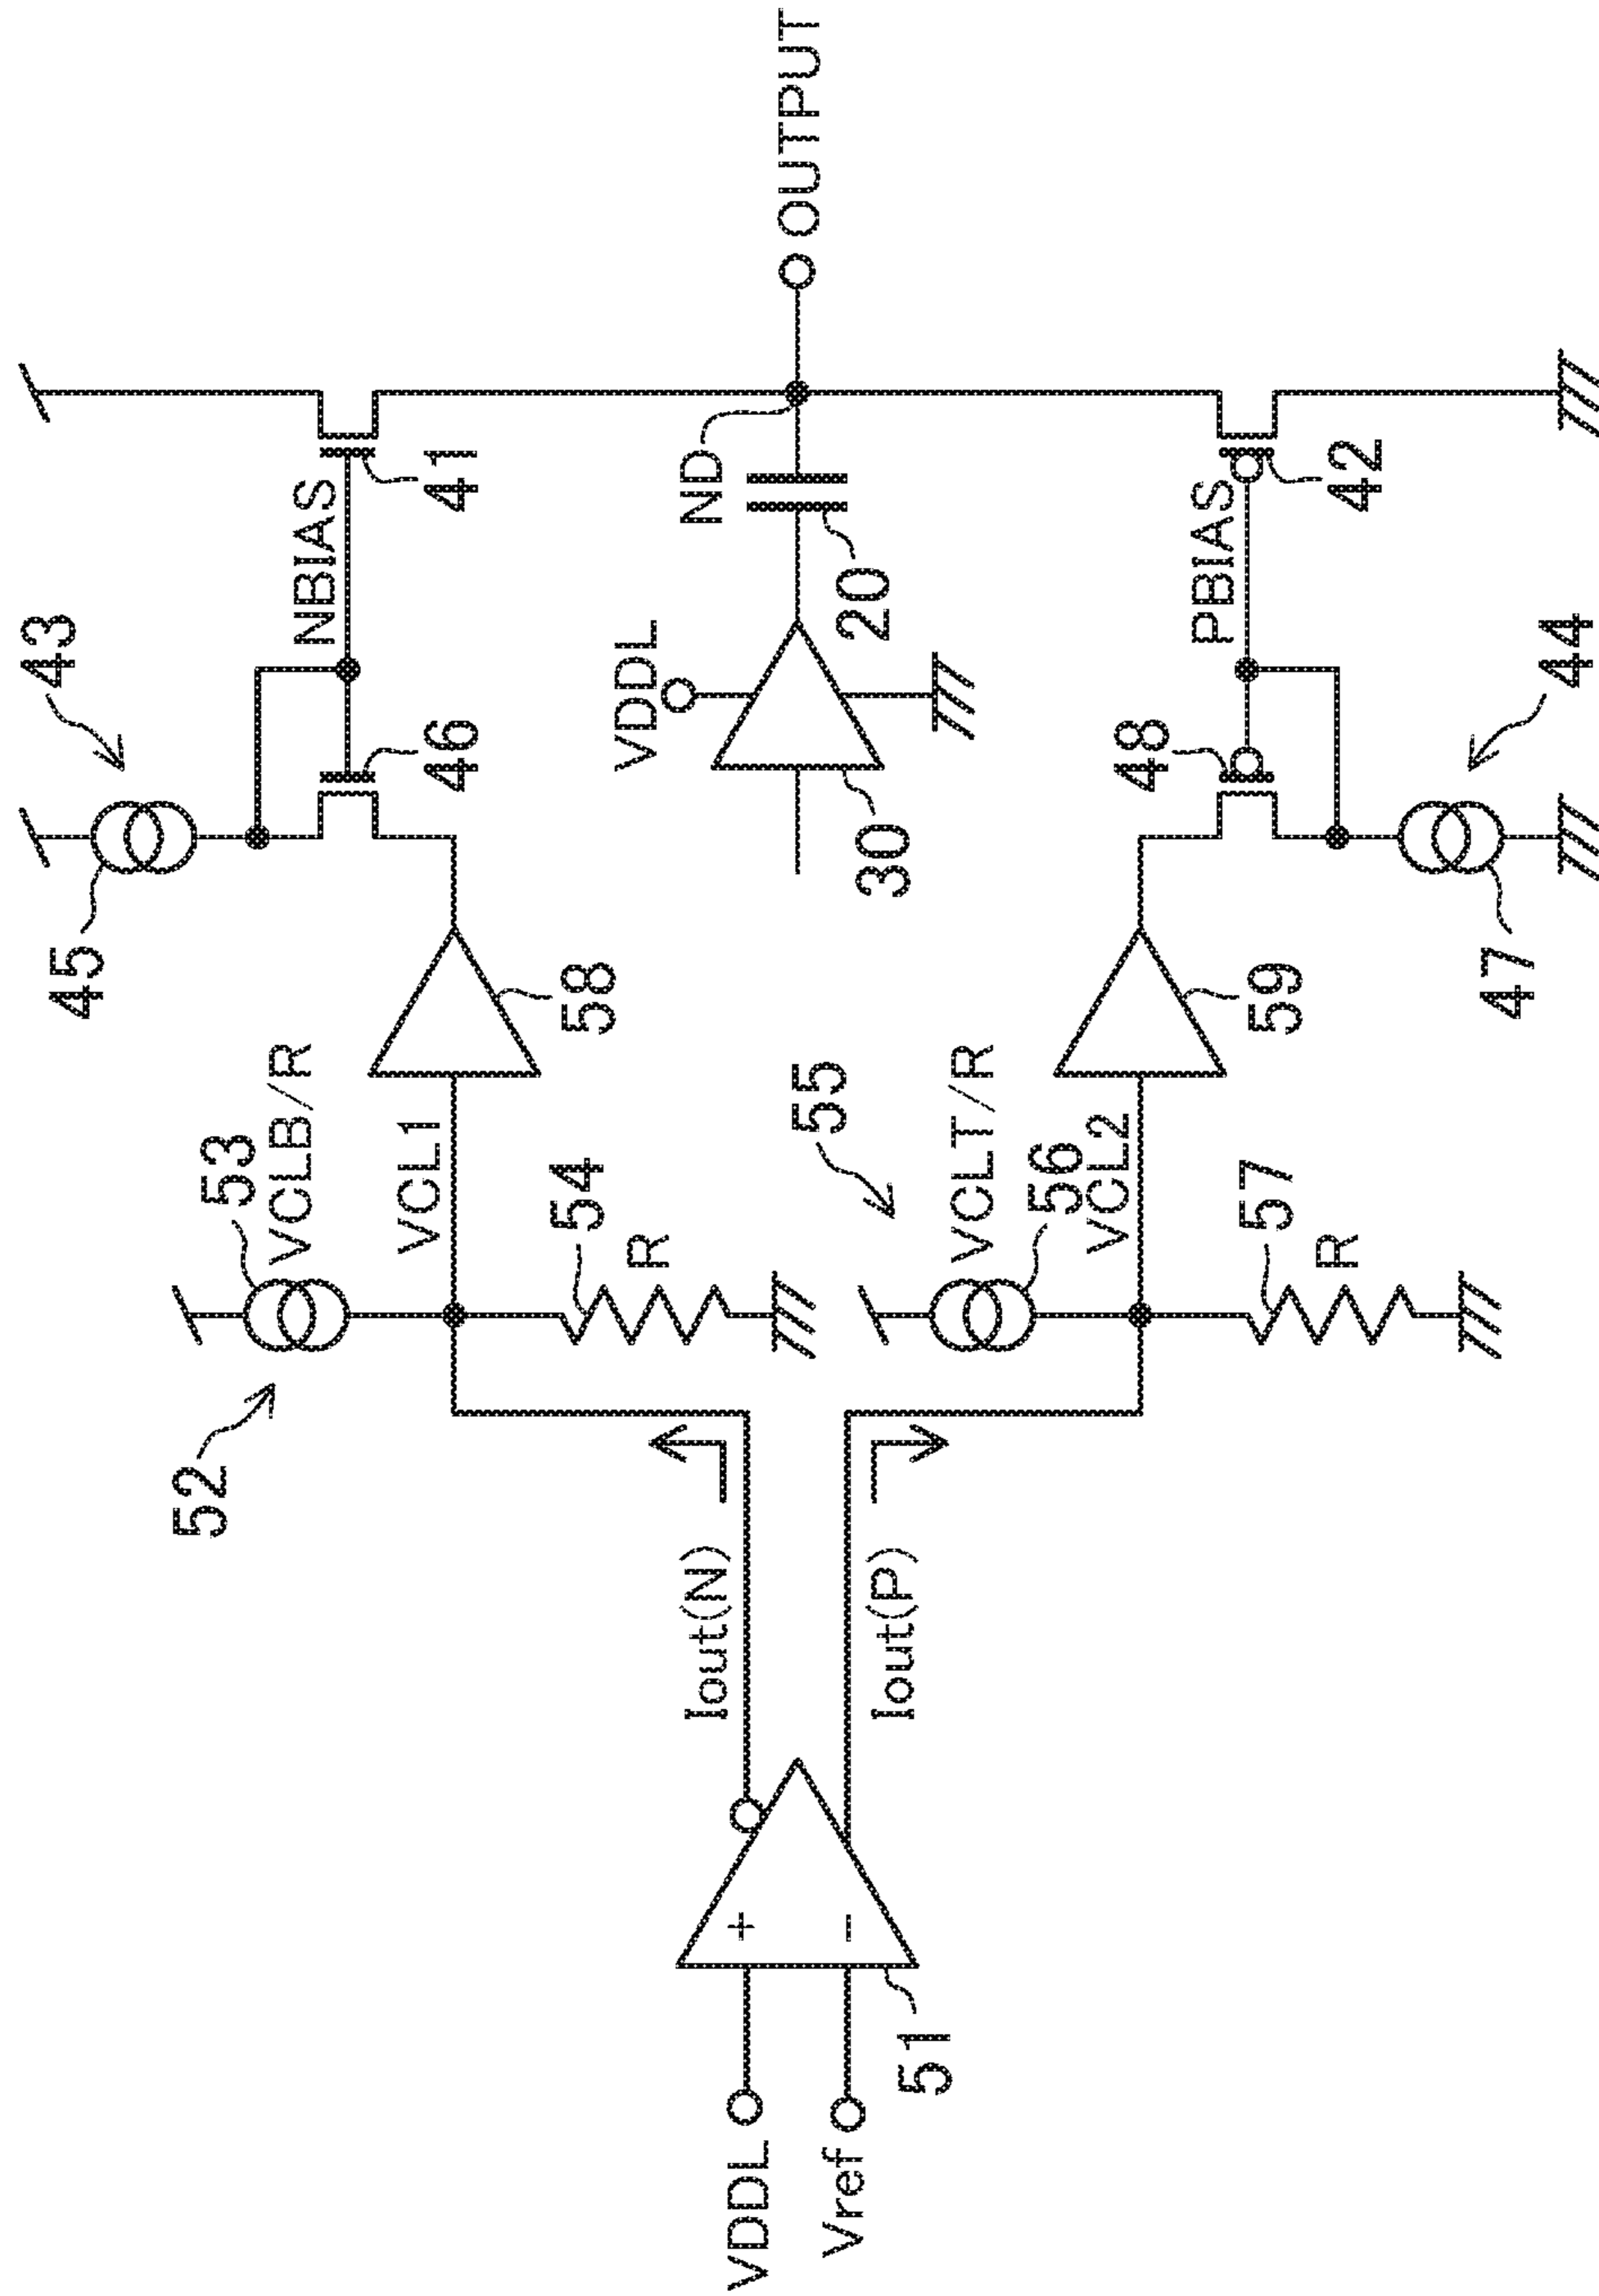 43
45
NBIAS
46
41
53
VCLB/R
52
VCL1
58
54
R
VDDL
ND
OUTPUT
20
30
Iout(N)
VDDL
+
Vref
−
51
Iout(P)
55
VCLT/R
56
VCL2
59
57
R
48
PBIAS
42
47
44